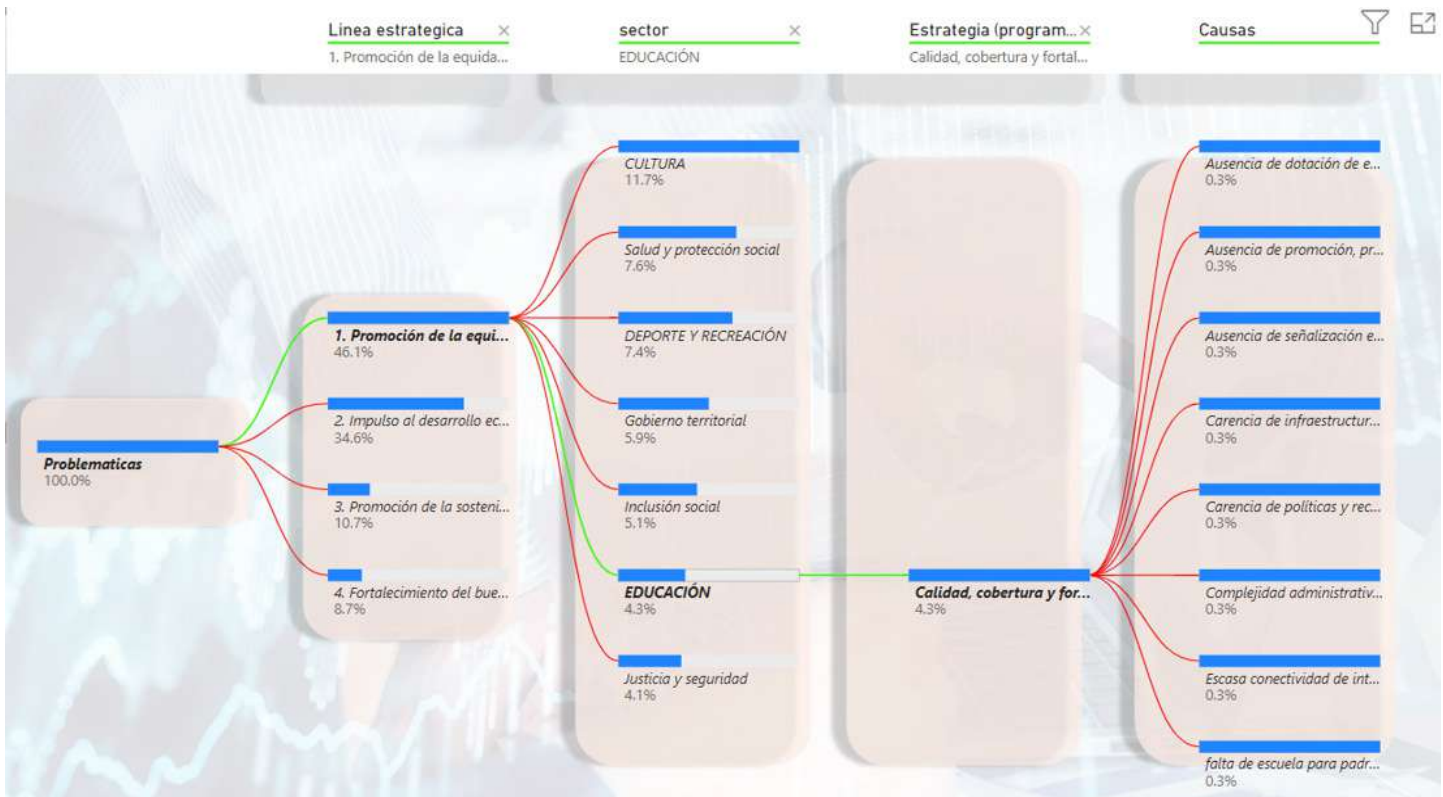 Linea estrategica
1. Promoción de la equida...
sector
EDUCACIÓN
Estrategia (program...
Calidad, cobertura y fortal...
Causas
Problematicas
100.0%
1. Promoción de la equi...
46.1%
2. Impulso al desarrollo ec...
34.6%
3. Promoción de la sosteni...
10.7%
4. Fortalecimiento del bue...
8.7%
CULTURA
11.7%
Salud y protección social
7.6%
DEPORTE Y RECREACIÓN
7.4%
Gobierno territorial
5.9%
Inclusión social
5.1%
EDUCACIÓN
4.3%
Justicia y seguridad
4.1%
Calidad, cobertura y for...
4.3%
Ausencia de dotación de e...
0.3%
Ausencia de promoción, pr...
0.3%
Ausencia de señalización e...
0.3%
Carencia de infraestructur...
0.3%
Carencia de políticas y rec...
0.3%
Complejidad administrativ...
0.3%
Escasa conectividad de int...
0.3%
falta de escuela para padr...
0.3%